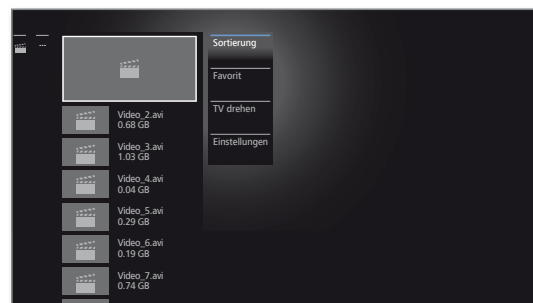 ...
Video_2.avi
0.68 GB
Video_3.avi
1.03 GB
Video_4.avi
0.04 GB
Video_5.avi
0.29 GB
Video_6.avi
0.19 GB
Video_7.avi
0.74 GB
Sortierung
Favorit
TV drehen
Einstellungen